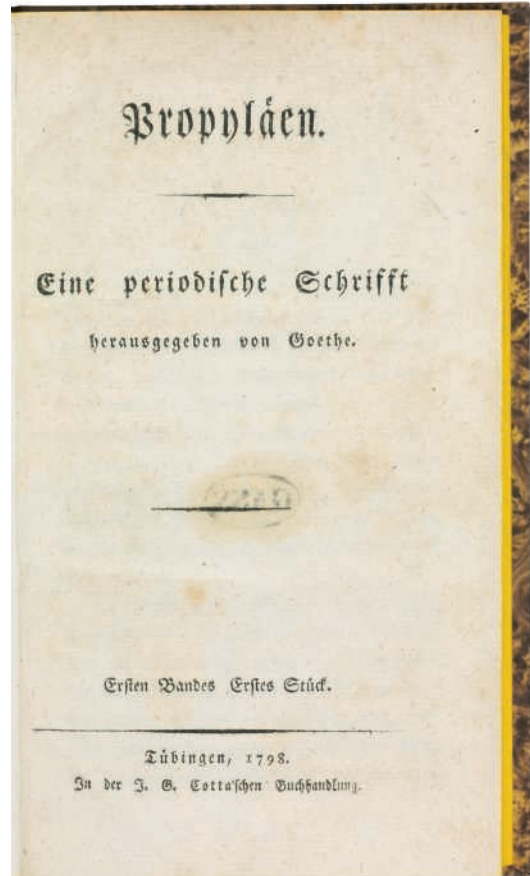 Propyläen.
Eine periodische Schrifft
herausgegeben von Goethe.
Ersten Bandes Erstes Stück.
Tübingen, 1798.
In der J. G. Cotta'schen Buchhandlung.